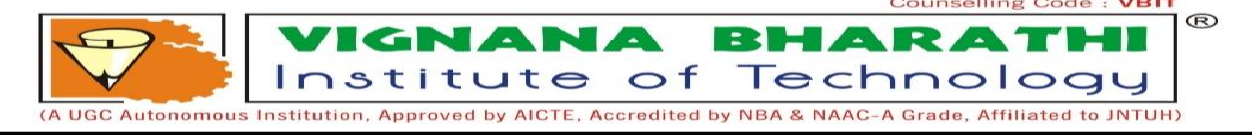 Counselling Code : VBIT
VIGNANA BHARATHI ®
Institute of Technology
(A UGC Autonomous Institution, Approved by AICTE, Accredited by NBA & NAAC-A Grade, Affiliated to JNTUH)